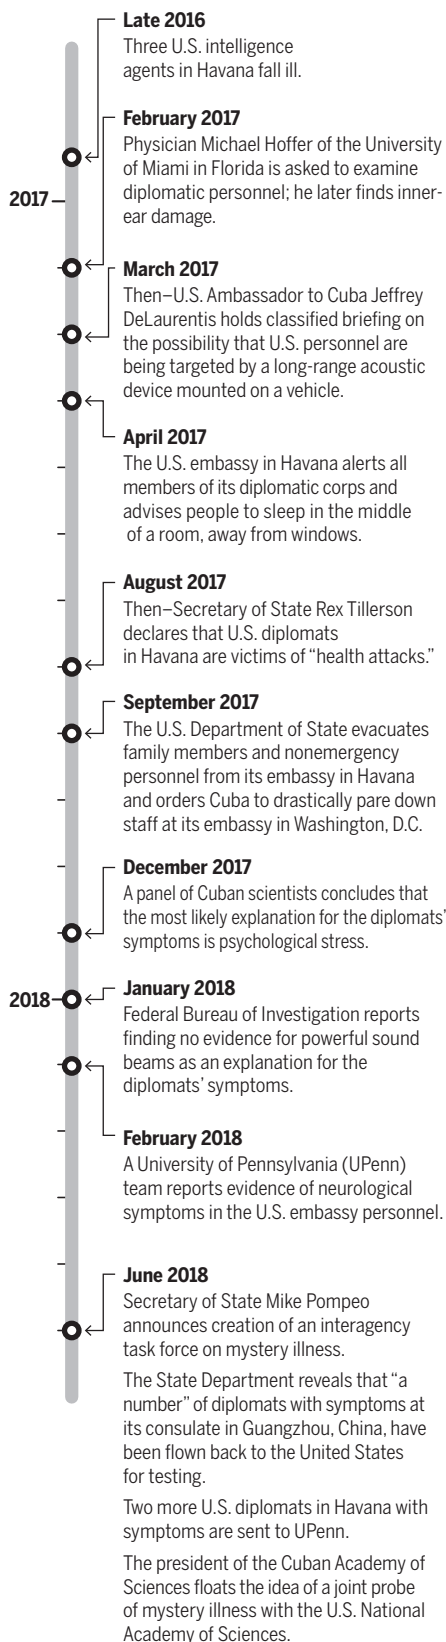 Late 2016
Three U.S. intelligence
agents in Havana fall ill.
February 2017
Physician Michael Hoffer of the University
of Miami in Florida is asked to examine
diplomatic personnel; he later finds inner-
ear damage.
2017
March 2017
Then–U.S. Ambassador to Cuba Jeffrey
DeLaurentis holds classified briefing on
the possibility that U.S. personnel are
being targeted by a long-range acoustic
device mounted on a vehicle.
April 2017
The U.S. embassy in Havana alerts all
members of its diplomatic corps and
advises people to sleep in the middle
of a room, away from windows.
August 2017
Then–Secretary of State Rex Tillerson
declares that U.S. diplomats
in Havana are victims of “health attacks.”
September 2017
The U.S. Department of State evacuates
family members and nonemergency
personnel from its embassy in Havana
and orders Cuba to drastically pare down
staff at its embassy in Washington, D.C.
December 2017
A panel of Cuban scientists concludes that
the most likely explanation for the diplomats’
symptoms is psychological stress.
2018
January 2018
Federal Bureau of Investigation reports
finding no evidence for powerful sound
beams as an explanation for the
diplomats’ symptoms.
February 2018
A University of Pennsylvania (UPenn)
team reports evidence of neurological
symptoms in the U.S. embassy personnel.
June 2018
Secretary of State Mike Pompeo
announces creation of an interagency
task force on mystery illness.
The State Department reveals that “a
number” of diplomats with symptoms at
its consulate in Guangzhou, China, have
been flown back to the United States
for testing.
Two more U.S. diplomats in Havana with
symptoms are sent to UPenn.
The president of the Cuban Academy of
Sciences floats the idea of a joint probe
of mystery illness with the U.S. National
Academy of Sciences.